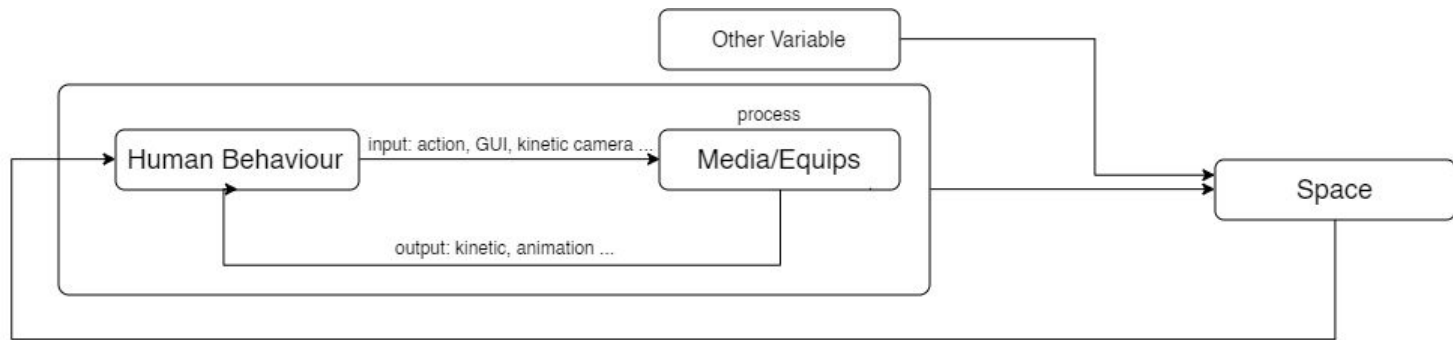 Other Variable
process
Human Behaviour
input: action, GUI, kinetic camera ...
Media/Equips
Space
output: kinetic, animation ...